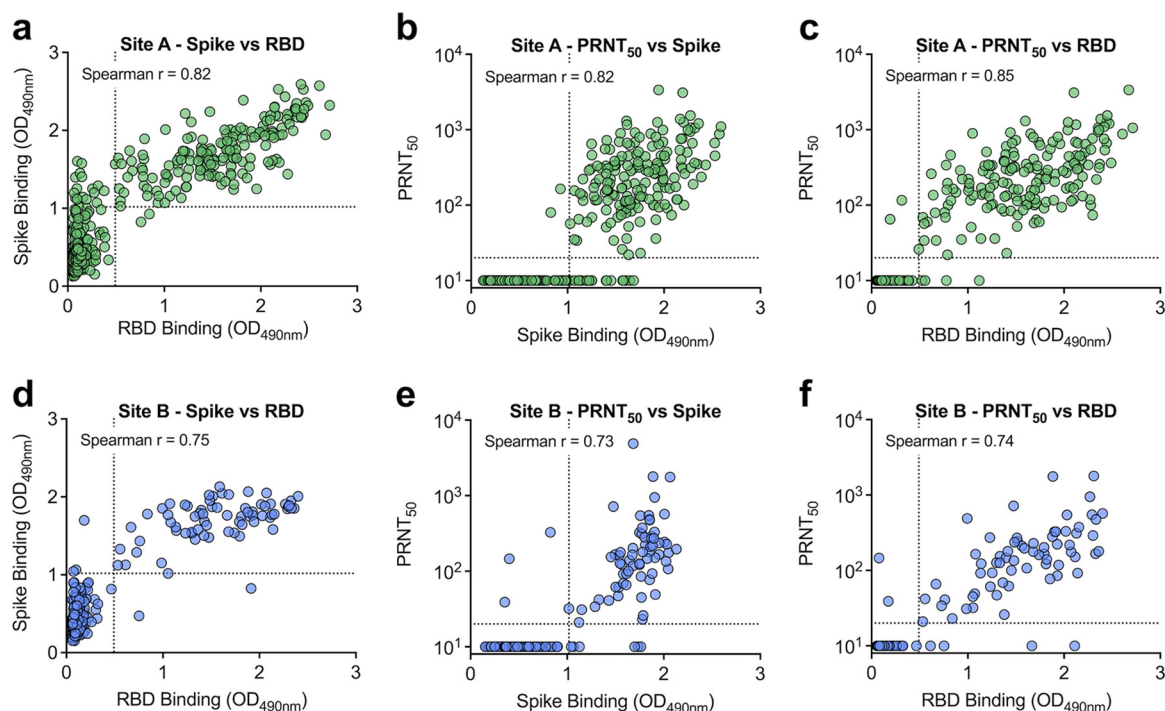 a
Site A - Spike vs RBD
Spearman r = 0.82
3
2
1
0
Spike Binding (OD490nm)
0 1 2 3
RBD Binding (OD490nm)
b
Site A - PRNT50 vs Spike
Spearman r = 0.82
10^4
10^3
10^2
10^1
PRNT50
0 1 2 3
Spike Binding (OD490nm)
c
Site A - PRNT50 vs RBD
Spearman r = 0.85
10^4
10^3
10^2
10^1
PRNT50
0 1 2 3
RBD Binding (OD490nm)
d
Site B - Spike vs RBD
Spearman r = 0.75
3
2
1
0
Spike Binding (OD490nm)
0 1 2 3
RBD Binding (OD490nm)
e
Site B - PRNT50 vs Spike
Spearman r = 0.73
10^4
10^3
10^2
10^1
PRNT50
0 1 2 3
Spike Binding (OD490nm)
f
Site B - PRNT50 vs RBD
Spearman r = 0.74
10^4
10^3
10^2
10^1
PRNT50
0 1 2 3
RBD Binding (OD490nm)